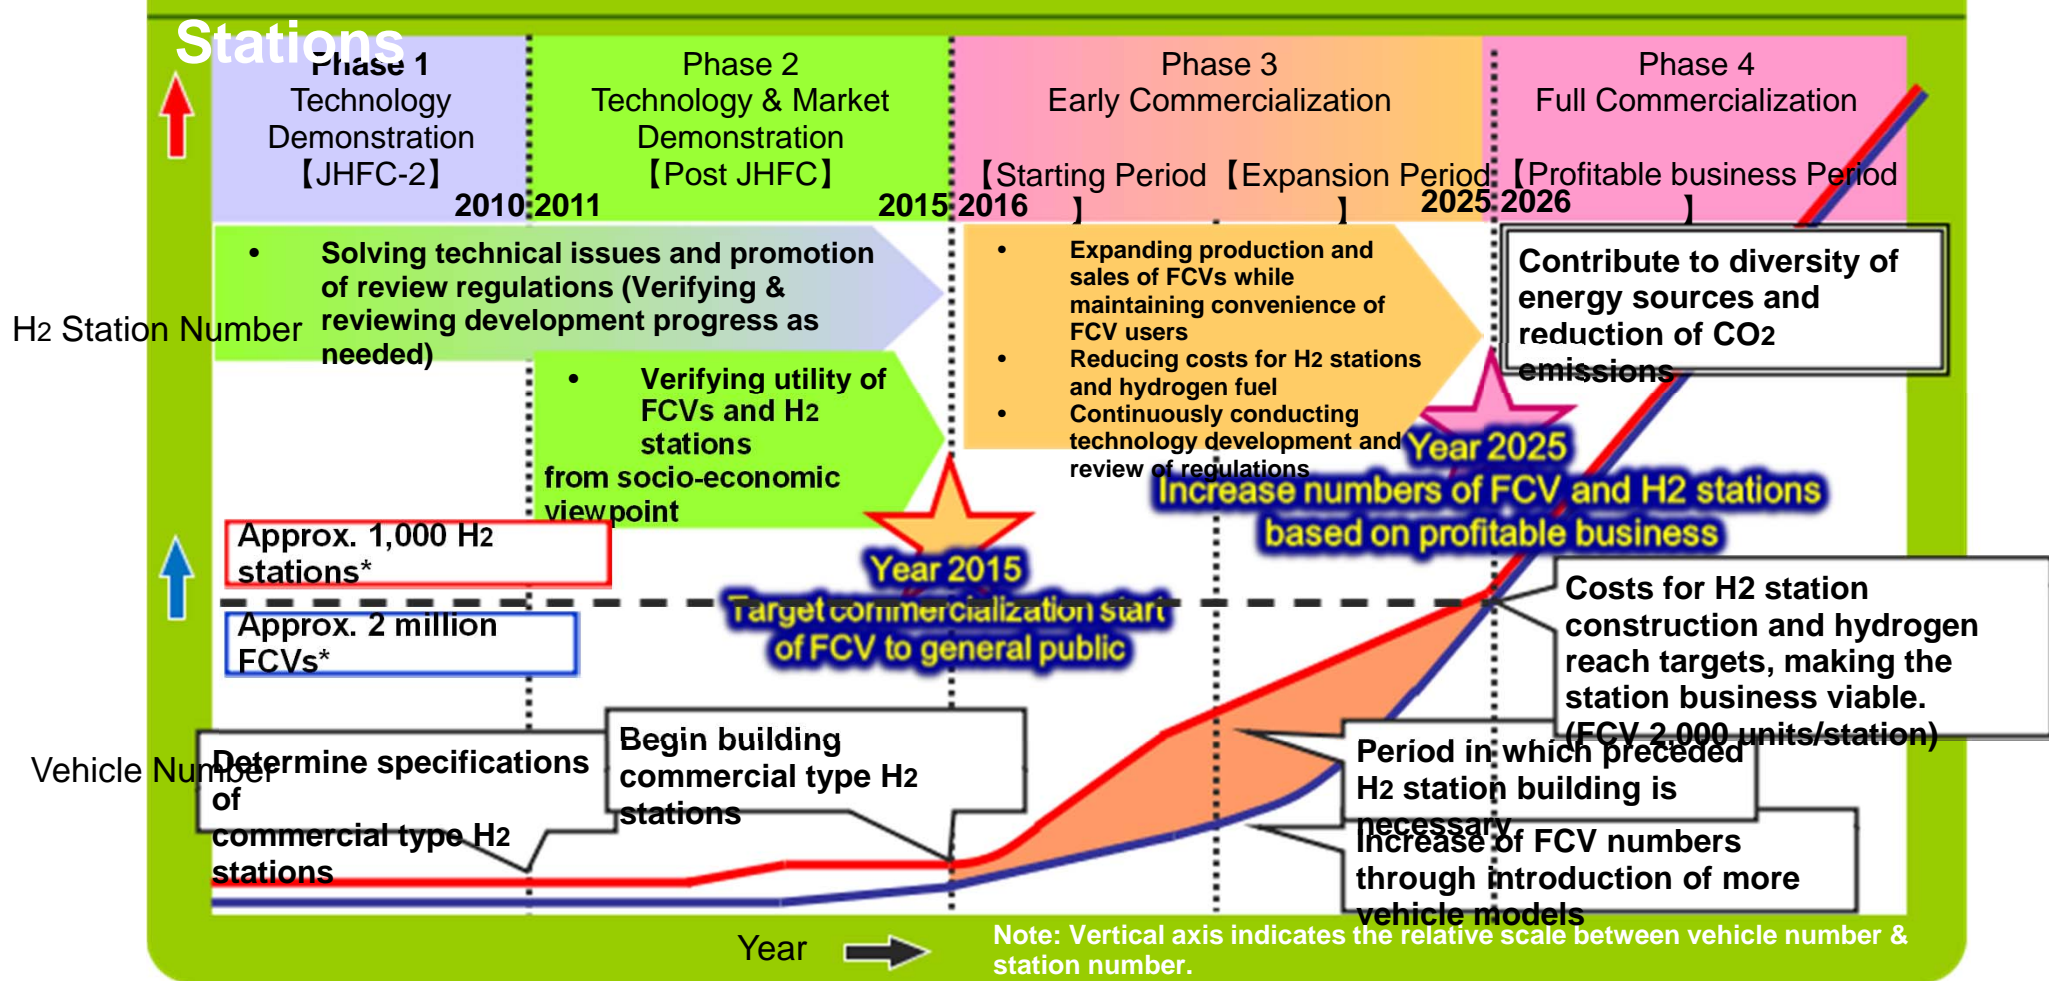 Stations
Phase 1
Technology
Demonstration
【JHFC-2】
2010
Phase 2
Technology & Market
Demonstration
【Post JHFC】
2011
2015
Phase 3
Early Commercialization
【Starting Period
】
【Expansion Period
】
2016
2025
Phase 4
Full Commercialization
【Profitable business Period
】
2026
• Solving technical issues and promotion
of review regulations (Verifying &
reviewing development progress as
needed)
• Verifying utility of
FCVs and H2
stations
from socio-economic
viewpoint
• Expanding production and
sales of FCVs while
maintaining convenience of
FCV users
• Reducing costs for H2 stations
and hydrogen fuel
• Continuously conducting
technology development and
review of regulations
Contribute to diversity of
energy sources and
reduction of CO2
emissions
H2 Station Number
Year 2025
Increase numbers of FCV and H2 stations
based on profitable business
Approx. 1,000 H2
stations*
Approx. 2 million
FCVs*
Year 2015
Target commercialization start
of FCV to general public
Costs for H2 station
construction and hydrogen
reach targets, making the
station business viable.
(FCV 2,000 units/station)
Vehicle Number
Determine specifications
of
commercial type H2
stations
Begin building
commercial type H2
stations
Period in which preceded
H2 station building is
necessary
Increase of FCV numbers
through introduction of more
vehicle models
Year
Note: Vertical axis indicates the relative scale between vehicle number &
station number.